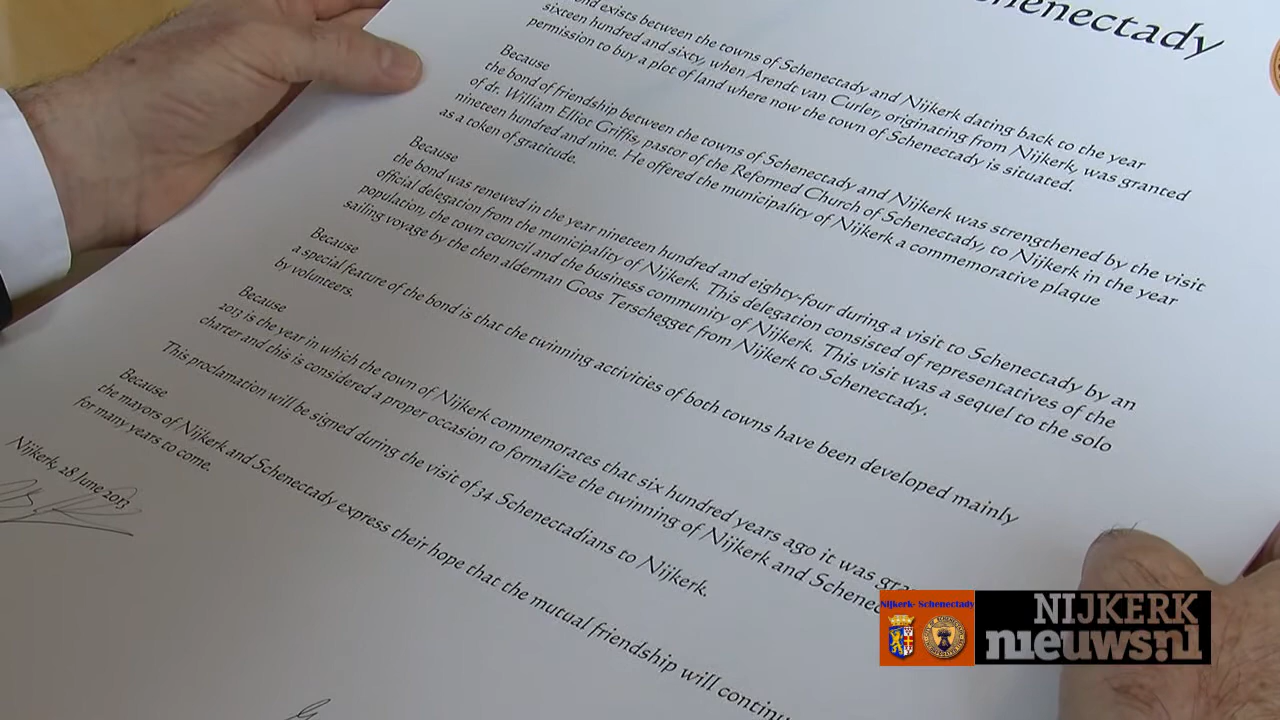 Schenectady
exists between the towns of Schenectady and Nijkerk dating back to the year
sixteen hundred and sixty, when Arendt van Curler, originating from Nijkerk, was granted
permission to buy a plot of land where now the town of Schenectady is situated.
Because
the bond of friendship between the towns of Schenectady and Nijkerk was strengthened by the visit
of dr. William Elliot Griffis, pastor of the Reformed Church of Schenectady, to Nijkerk in the year
nineteen hundred and nine. He offered the municipality of Nijkerk a commemorative plaque
as a token of gratitude.
Because
the bond was renewed in the year nineteen hundred and eighty-four during a visit to Schenectady by an
official delegation from the municipality of Nijkerk. This delegation consisted of representatives of the
population, the town council and the business community of Nijkerk. This visit was a sequel to the solo
sailing voyage by the then alderman Goos Terschegget from Nijkerk to Schenectady.
Because
a special feature of the bond is that the twinning activities of both towns have been developed mainly
by volunteers.
Because
2013 is the year in which the town of Nijkerk commemorates that six hundred years ago it was gra
charter and this is considered a proper occasion to formalize the twinning of Nijkerk and Schenec
This proclamation will be signed during the visit of 34 Schenectadians to Nijkerk.
Because
the mayors of Nijkerk and Schenectady express their hope that the mutual friendship will continu
for many years to come.
Nijkerk, 28 June 2013
Nijkerk- Schenectady
NIJKERK
nieuws.nl